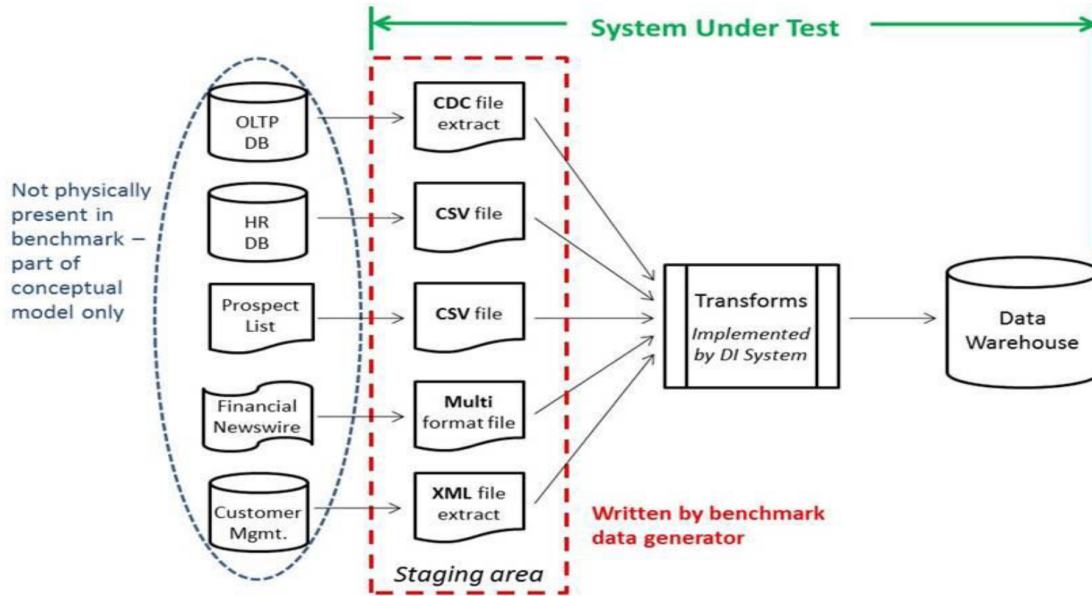 System Under Test
OLTP
DB
CDC file
extract
Not physically
present in
benchmark –
part of
conceptual
model only
HR
DB
CSV file
Prospect
List
CSV file
Transforms
Implemented
by DI System
Data
Warehouse
Financial
Newswire
Multi
format file
Customer
Mgmt.
XML file
extract
Written by benchmark
data generator
Staging area